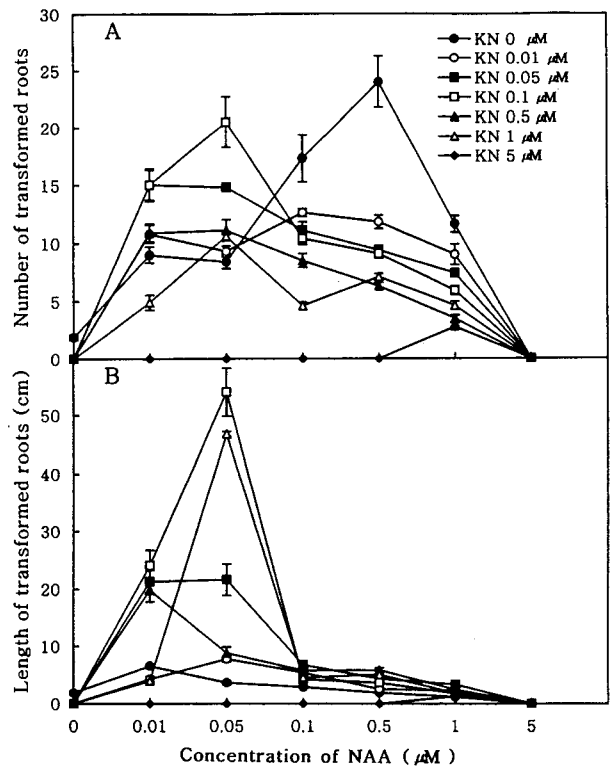 A
Number of transformed roots
30
25
20
15
10
5
0
KN 0 μM
KN 0.01 μM
KN 0.05 μM
KN 0.1 μM
KN 0.5 μM
KN 1 μM
KN 5 μM
B
Length of transformed roots (cm)
50
40
30
20
10
0
0 0.01 0.05 0.1 0.5 1 5
Concentration of NAA (μM)